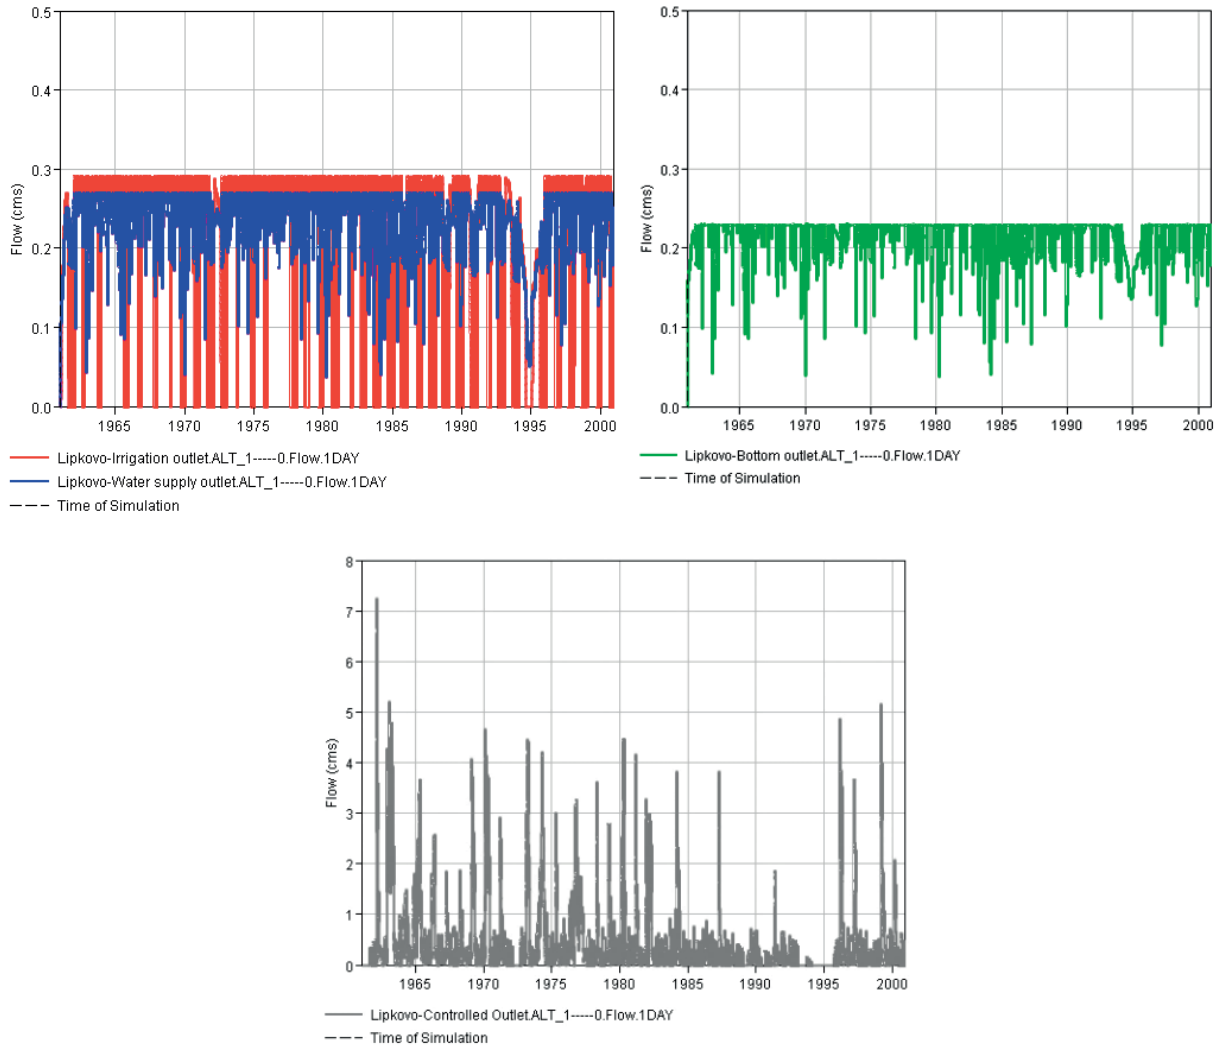 0.5
0.4
0.3
0.2
0.1
0.0
Flow (cms)
1965 1970 1975 1980 1985 1990 1995 2000
Lipkovo-Irrigation outlet.ALT_1-----0.Flow.1DAY
Lipkovo-Water supply outlet.ALT_1-----0.Flow.1DAY
Time of Simulation
0.5
0.4
0.3
0.2
0.1
0.0
Flow (cms)
1965 1970 1975 1980 1985 1990 1995 2000
Lipkovo-Bottom outlet.ALT_1-----0.Flow.1DAY
Time of Simulation
8
7
6
5
4
3
2
1
0
Flow (cms)
1965 1970 1975 1980 1985 1990 1995 2000
Lipkovo-Controlled Outlet.ALT_1-----0.Flow.1DAY
Time of Simulation